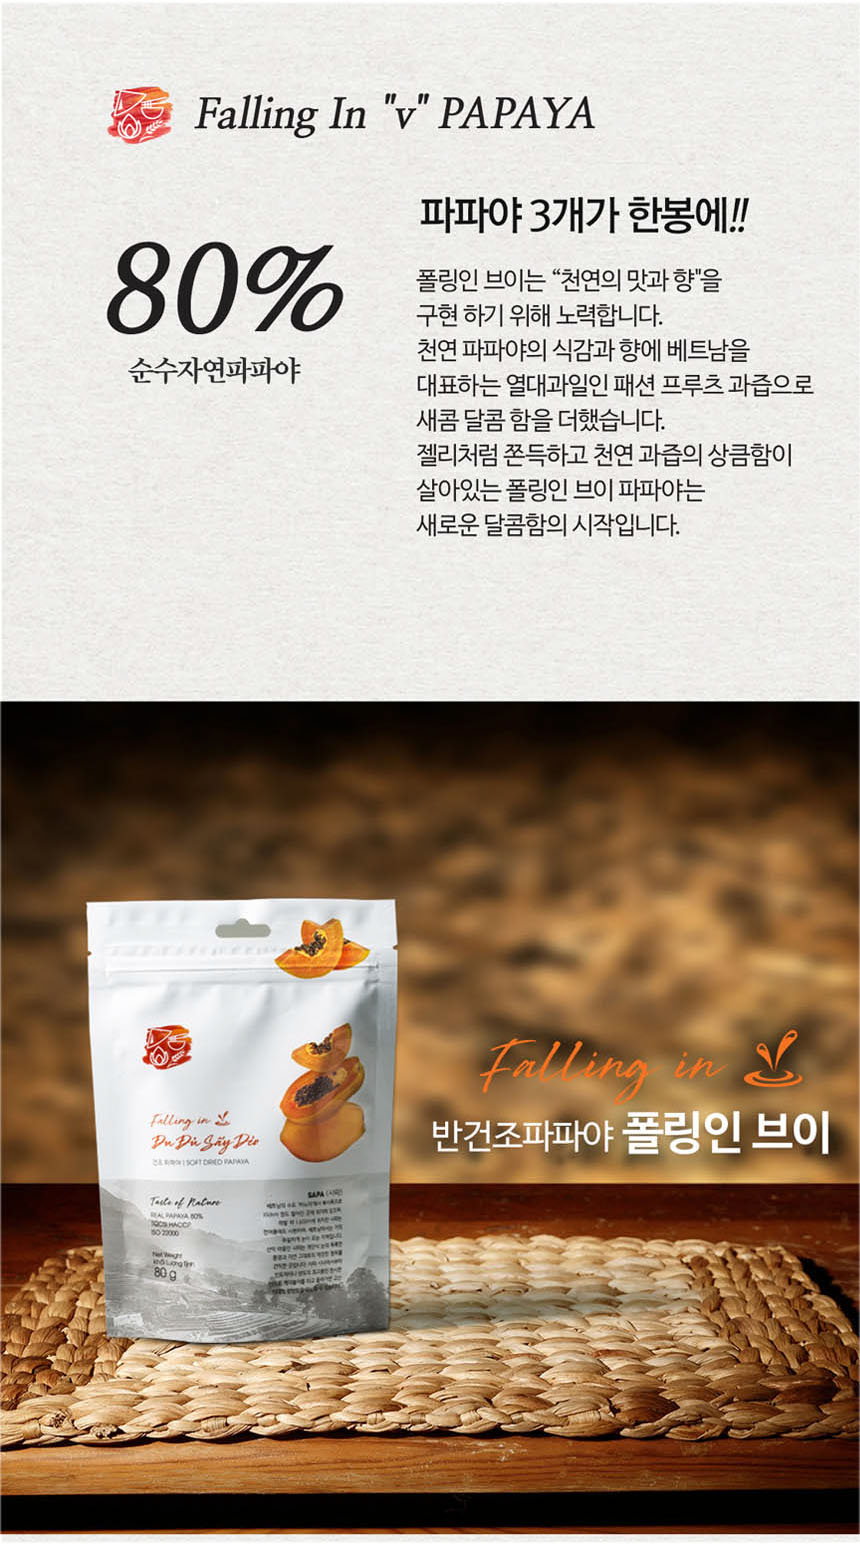 Falling In "v" PAPAYA
파파야 3개가 한봉에!!
80%
순수자연파파야
폴링인 브이는 “천연의 맛과 향"을
구현 하기 위해 노력합니다.
천연 파파야의 식감과 향에 베트남을
대표하는 열대과일인 패션 프루츠 과즙으로
새콤 달콤 함을 더했습니다.
젤리처럼 쫀득하고 천연 과즙의 상큼함이
살아있는 폴링인 브이 파파야는
새로운 달콤함의 시작입니다.
Falling in
반건조파파야 폴링인 브이
Falling in
Đu Đủ Sấy Dẻo
건조 파파야 | SOFT DRIED PAPAYA
Taste of Nature
REAL PAPAYA 80%
TQCS HACCP
ISO 22000
Net Weight
khối lượng tịnh
80 g
SAPA (사파)